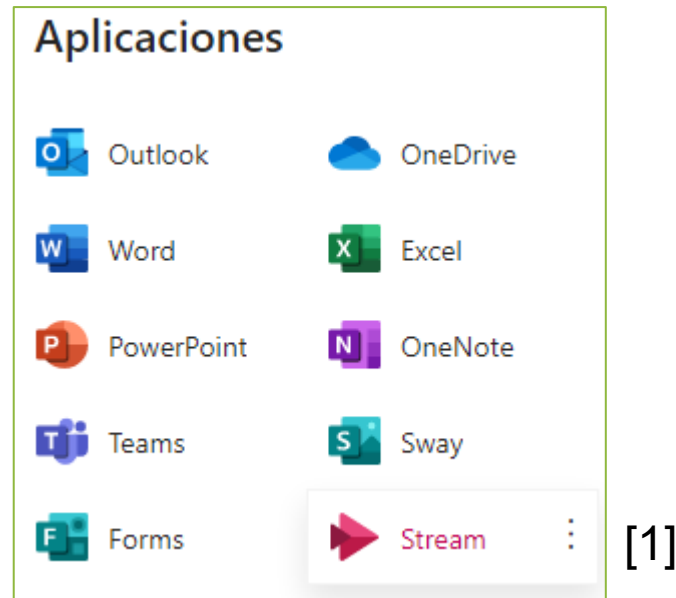 Aplicaciones
Outlook
OneDrive
Word
Excel
PowerPoint
OneNote
Teams
Sway
Forms
Stream
[1]